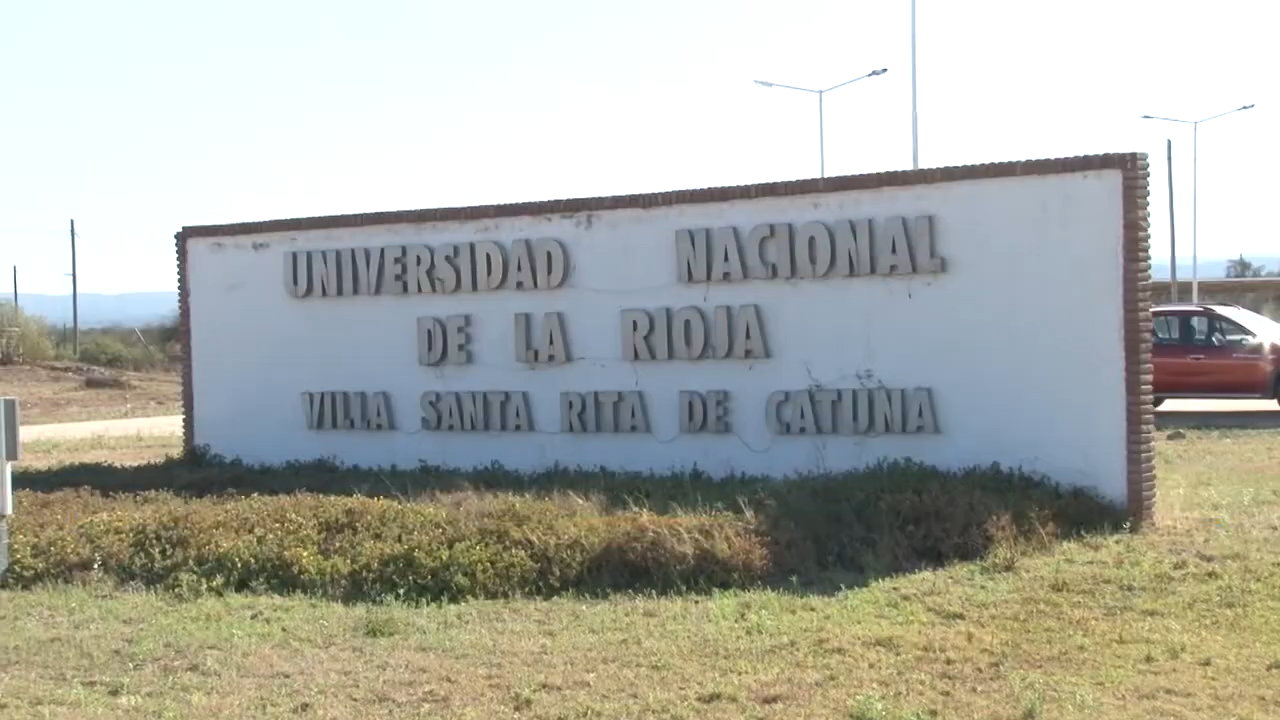 UNIVERSIDAD NACIONAL
DE LA RIOJA
VILLA SANTA RITA DE CATUNA